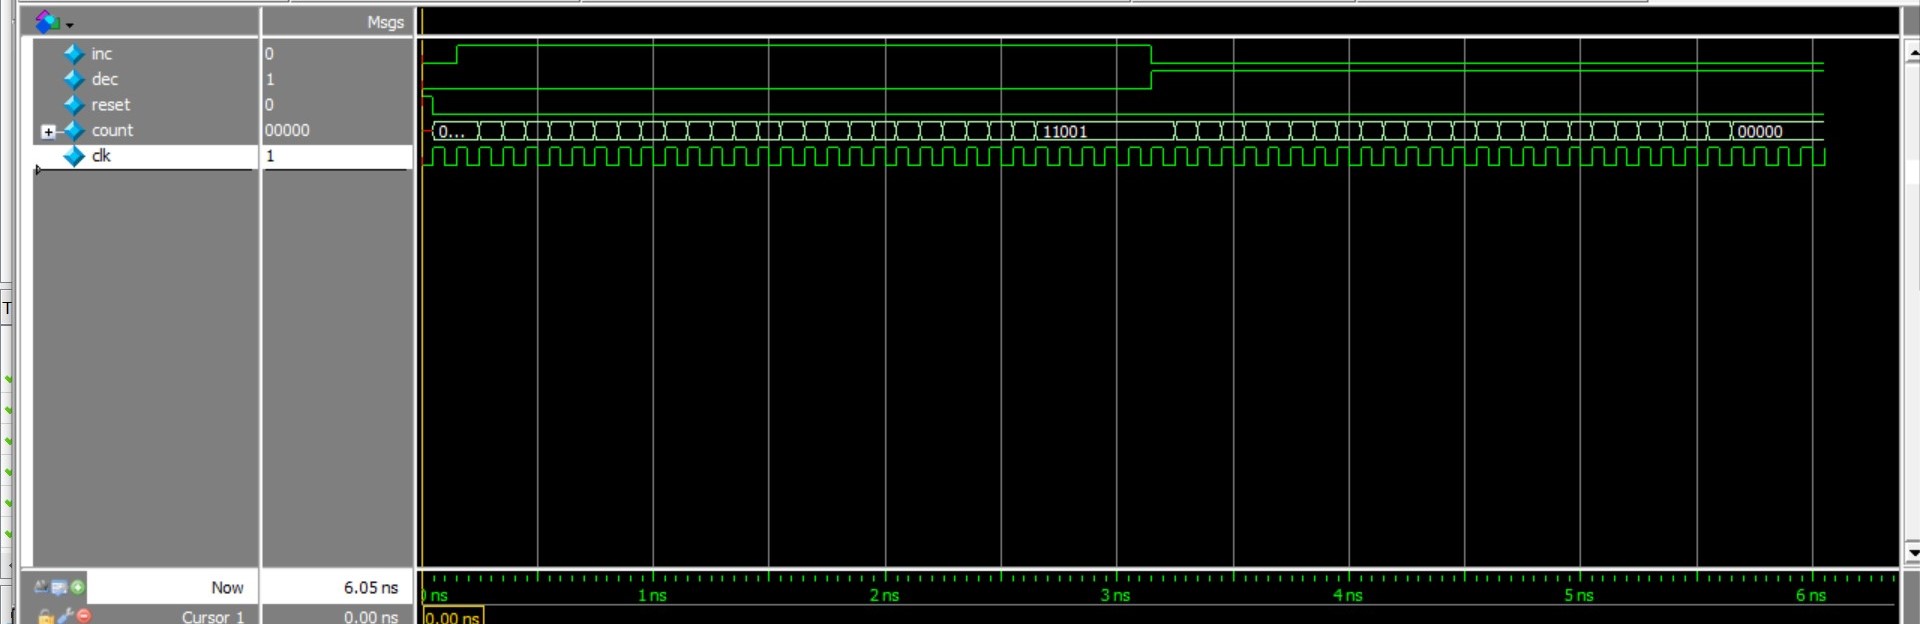 Msgs
inc 0
dec 1
reset 0
count 00000 0... 11001 00000
clk 1
T
Now 6.05 ns
ns 1 ns 2 ns 3 ns 4 ns 5 ns 6 ns
Cursor 1 0.00 ns 0.00 ns